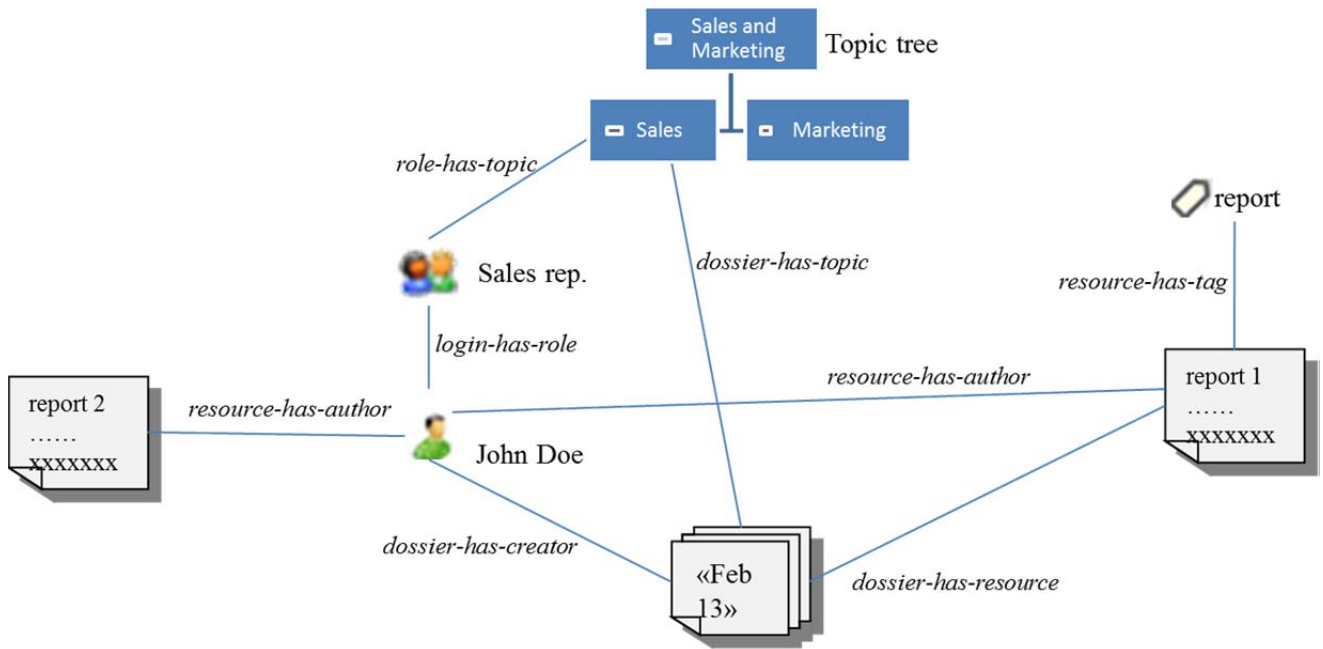 Sales and
Marketing
Topic tree
Sales
Marketing
role-has-topic
report
Sales rep.
dossier-has-topic
resource-has-tag
login-has-role
resource-has-author
report 1
......
xxxxxxx
report 2
......
xxxxxxx
resource-has-author
John Doe
dossier-has-creator
«Feb
13»
dossier-has-resource